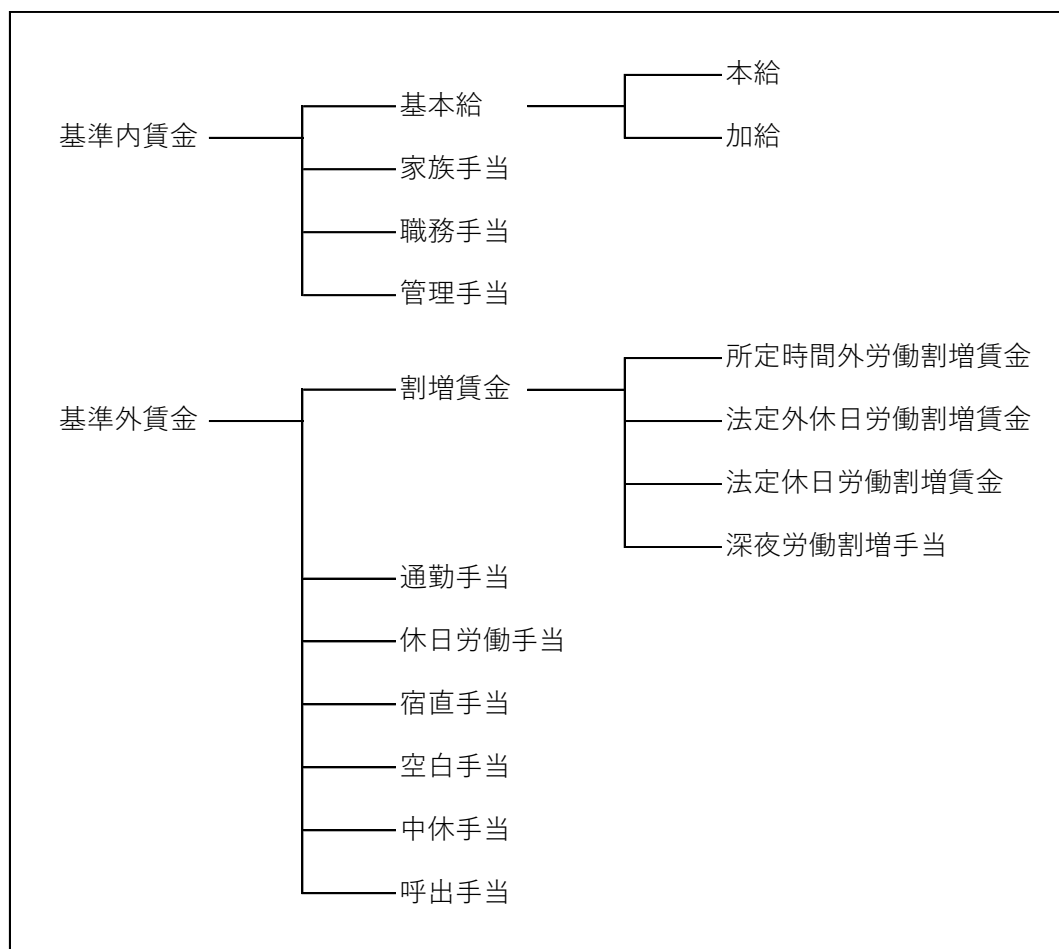 本給
基本給
基準内賃金
加給
家族手当
職務手当
管理手当
所定時間外労働割増賃金
割増賃金
基準外賃金
法定外休日労働割増賃金
法定休日労働割増賃金
深夜労働割増手当
通勤手当
休日労働手当
宿直手当
空白手当
中休手当
呼出手当